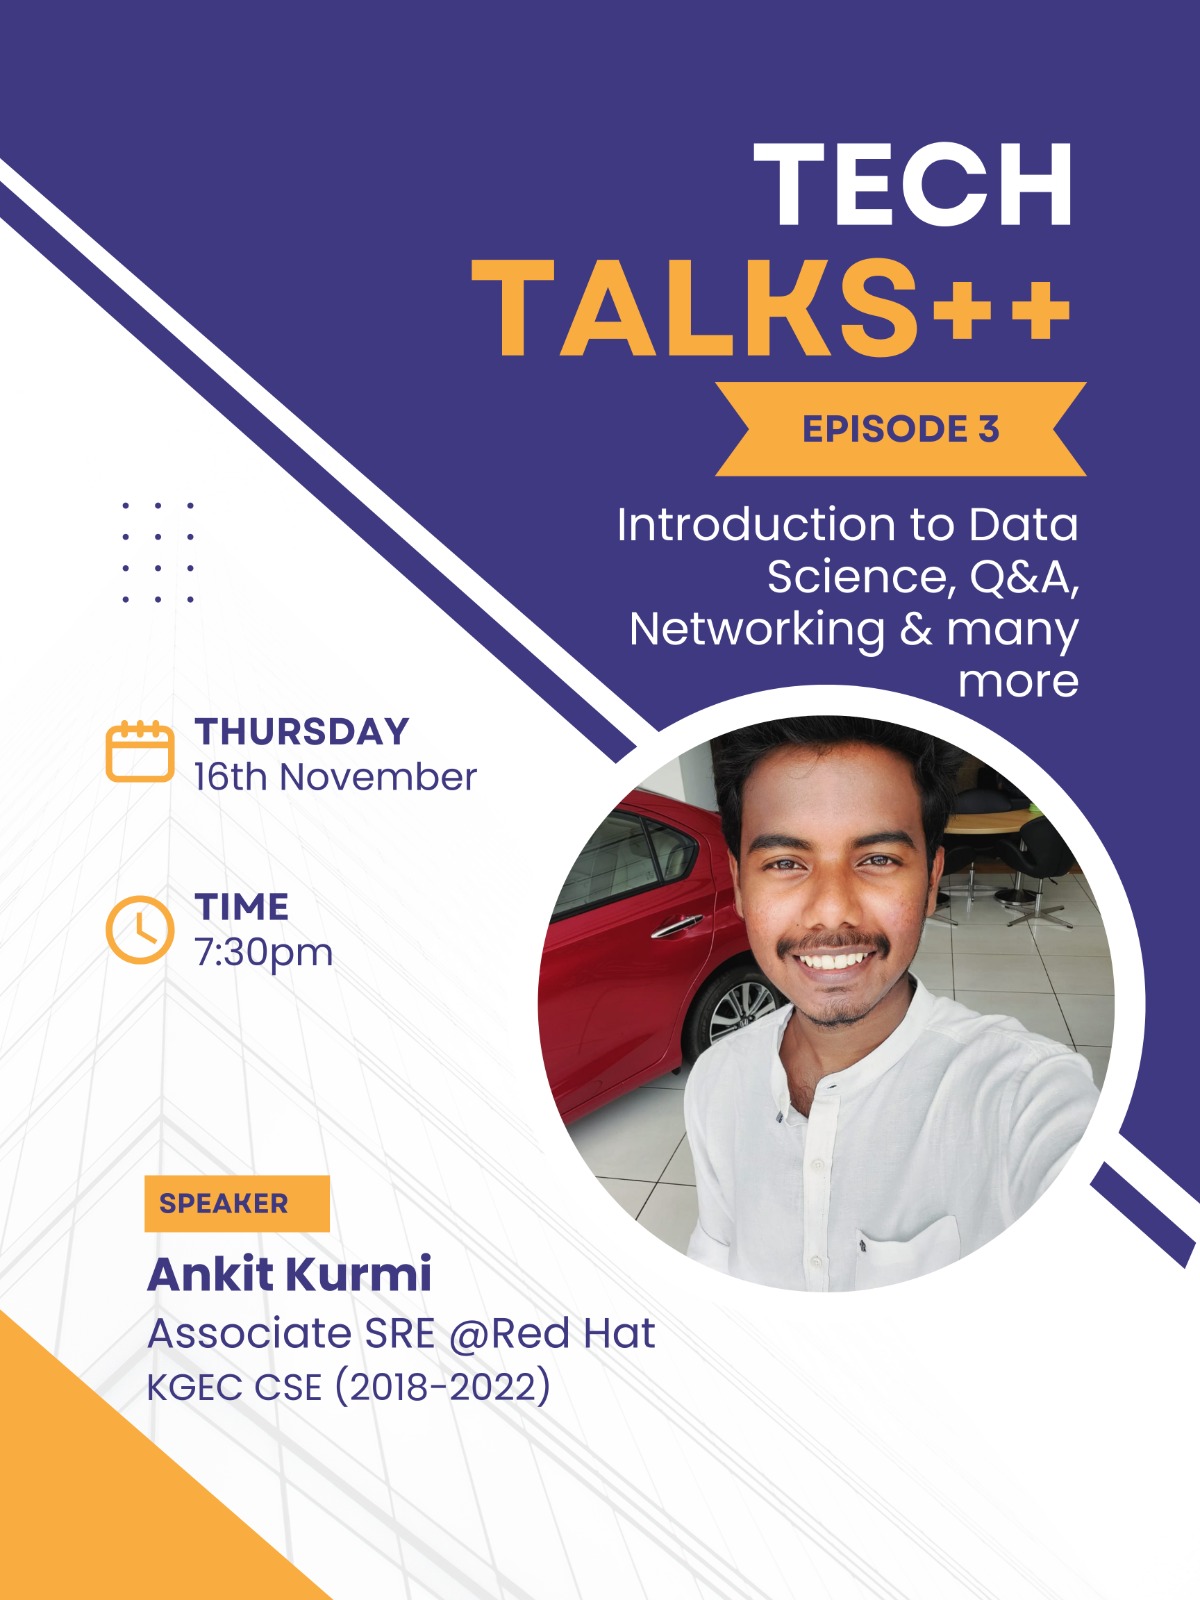 TECH
TALKS++
EPISODE 3
Introduction to Data
Science, Q&A,
Networking & many
more
THURSDAY
16th November
TIME
7:30pm
SPEAKER
Ankit Kurmi
Associate SRE @Red Hat
KGEC CSE (2018-2022)